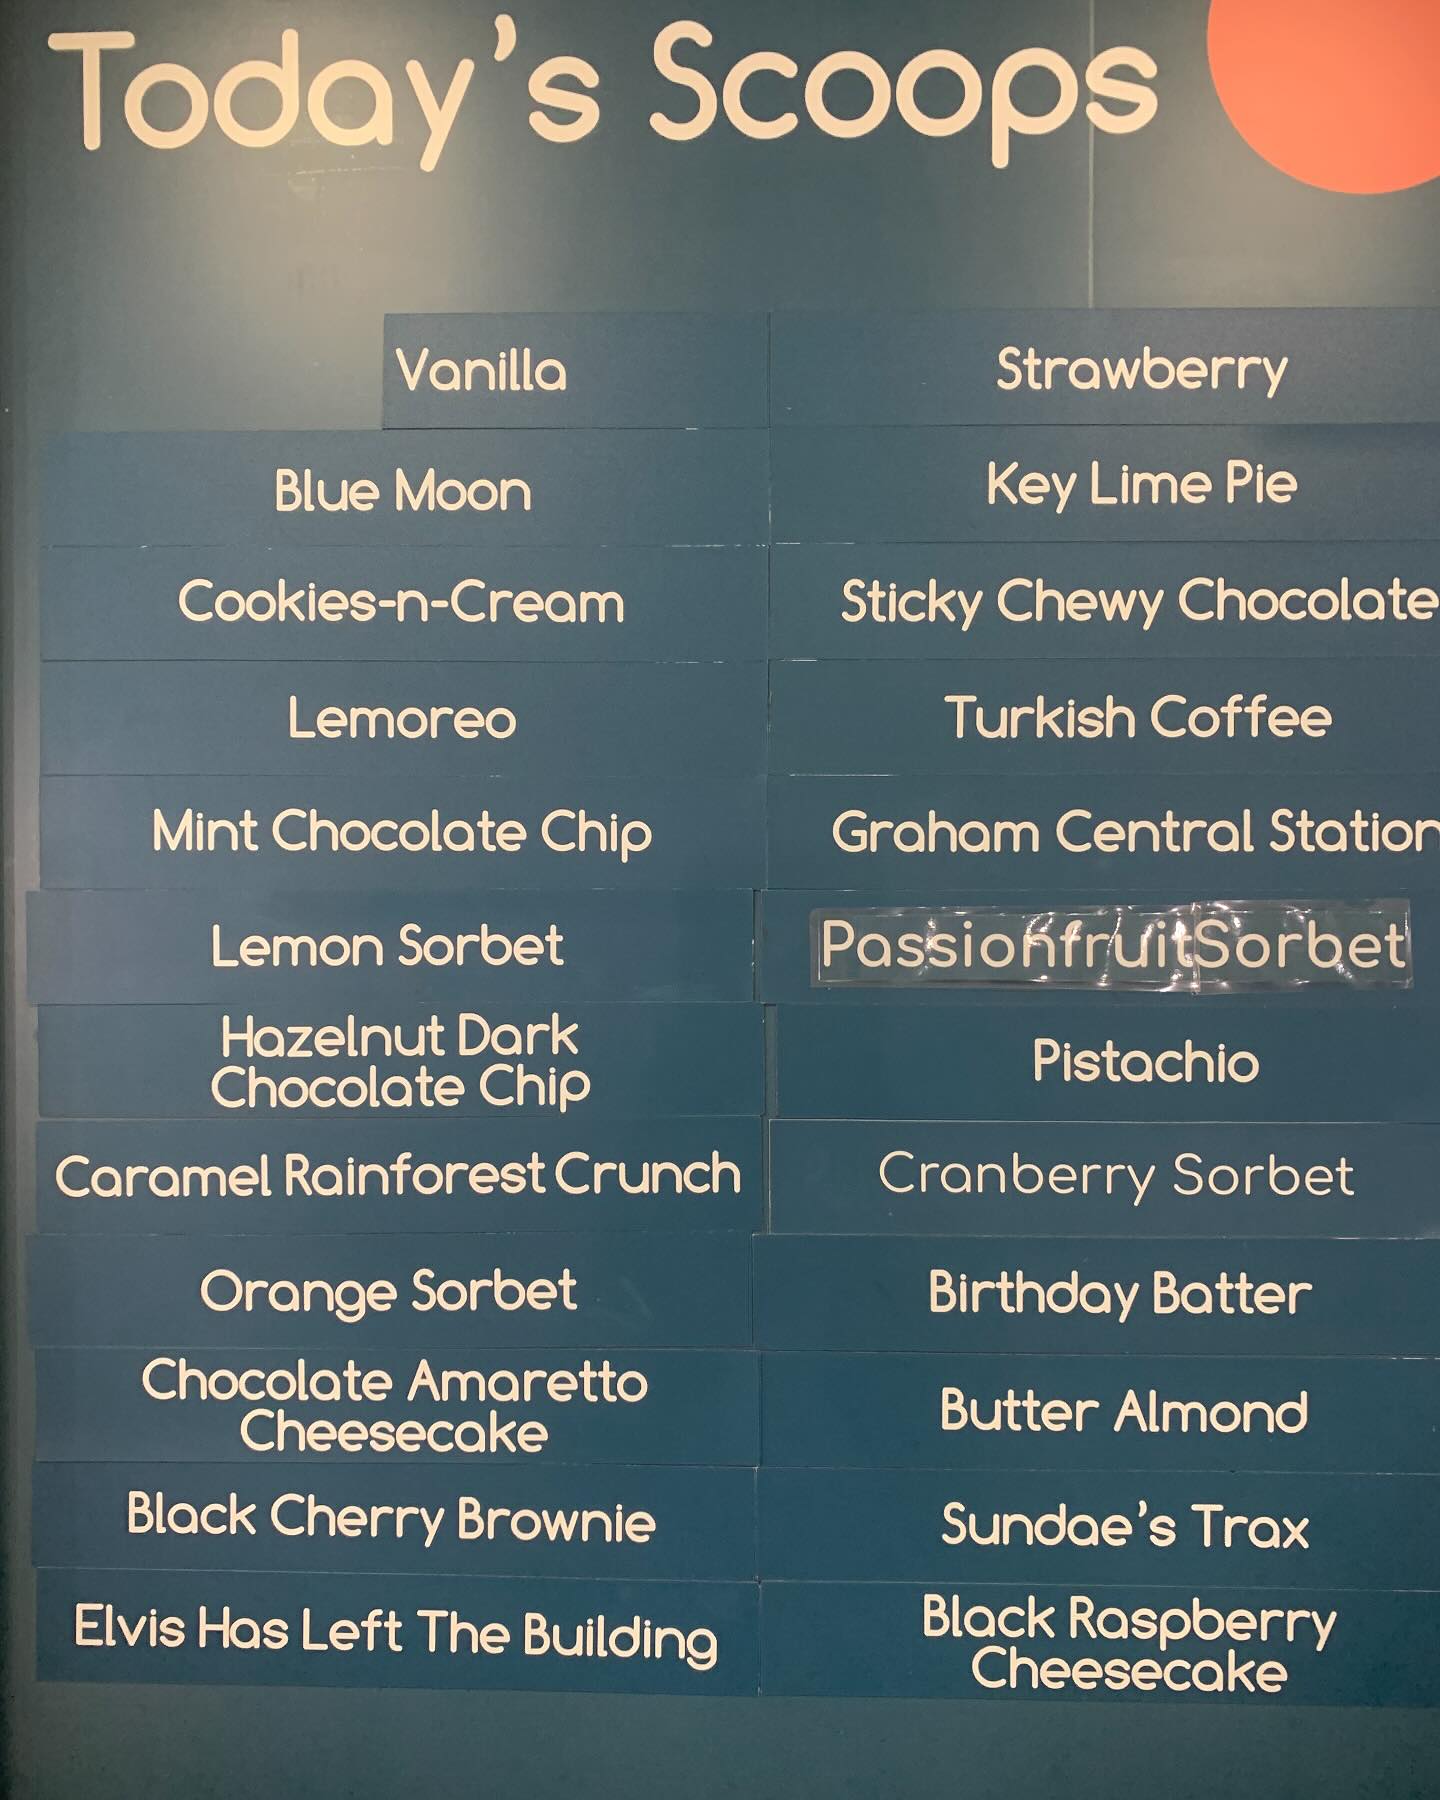 Today's Scoops
Vanilla
Blue Moon
Cookies-n-Cream
Lemoreo
Mint Chocolate Chip
Lemon Sorbet
Hazelnut Dark
Chocolate Chip
Caramel Rainforest Crunch
Orange Sorbet
Chocolate Amaretto
Cheesecake
Black Cherry Brownie
Elvis Has Left The Building
Strawberry
Key Lime Pie
Sticky Chewy Chocolate
Turkish Coffee
Graham Central Station
Passionfruit Sorbet
Pistachio
Cranberry Sorbet
Birthday Batter
Butter Almond
Sundae's Trax
Black Raspberry
Cheesecake